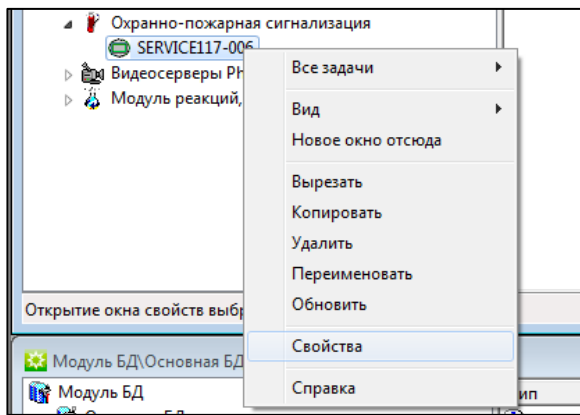 Охранно-пожарная сигнализация
SERVICE117-006
Видеосерверы Ph
Модуль реакций,
Все задачи
Вид
Новое окно отсюда
Вырезать
Копировать
Удалить
Переименовать
Обновить
Свойства
Справка
Открытие окна свойств выбр
Модуль БД\Основная БД
Модуль БД
ип